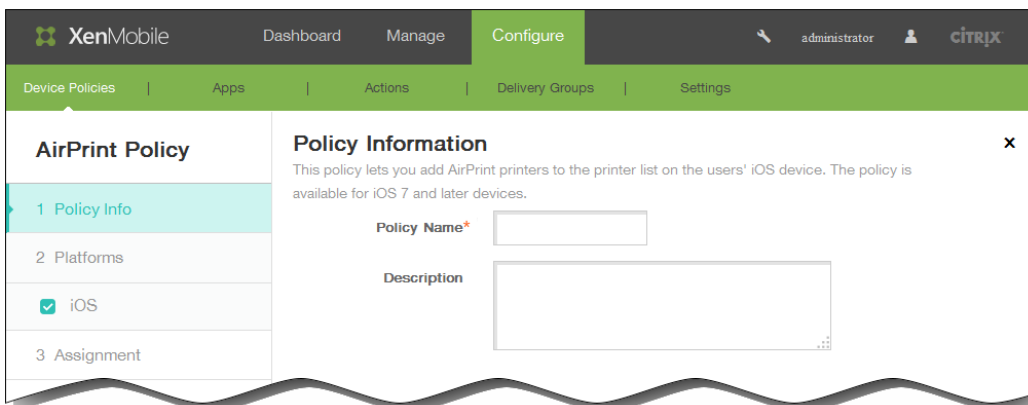 XenMobile Dashboard Manage Configure administrator CITRIX
Device Policies | Apps | Actions | Delivery Groups | Settings
AirPrint Policy
1 Policy Info
2 Platforms
iOS
3 Assignment
Policy Information
This policy lets you add AirPrint printers to the printer list on the users' iOS device. The policy is
available for iOS 7 and later devices.
Policy Name*
Description